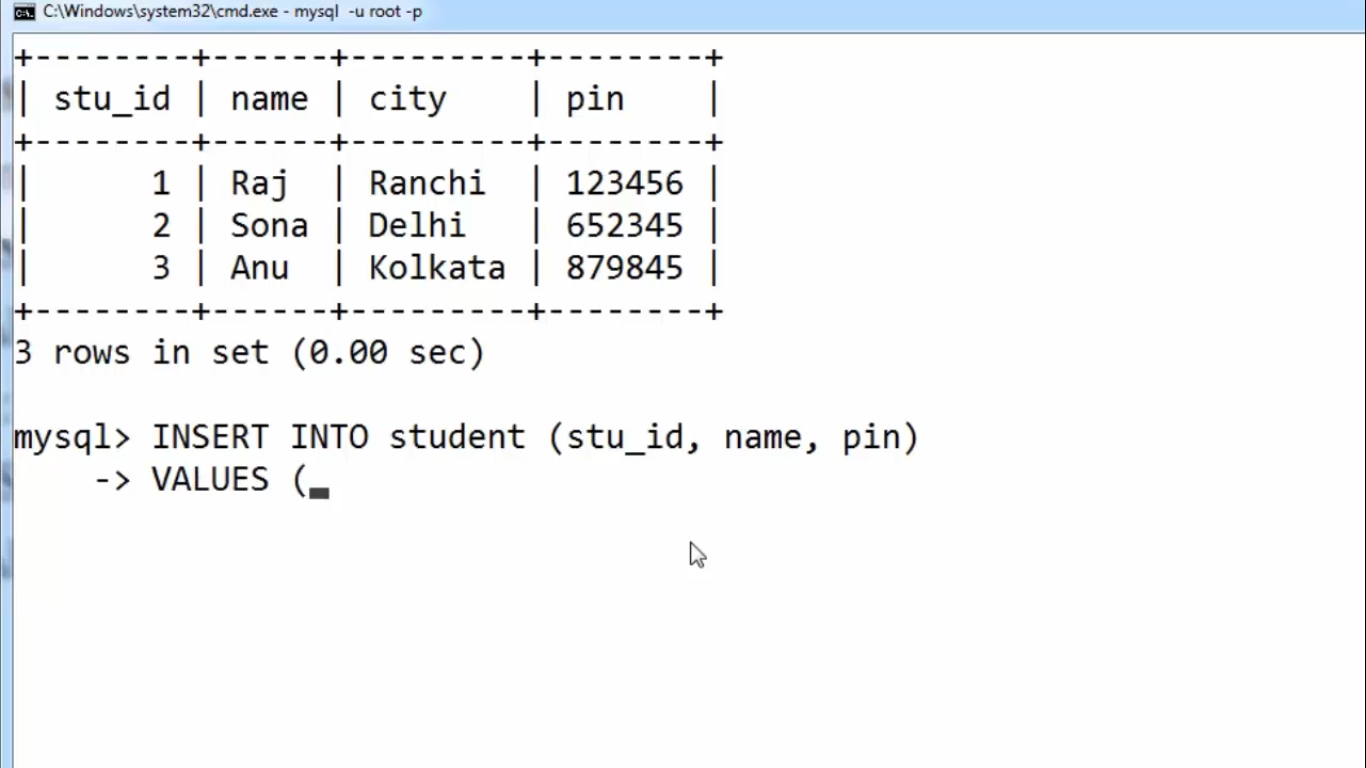 C:\Windows\system32\cmd.exe - mysql  -u root -p
+--------+------+---------+--------+
| stu_id | name | city    | pin    |
+--------+------+---------+--------+
|      1 | Raj  | Ranchi  | 123456 |
|      2 | Sona | Delhi   | 652345 |
|      3 | Anu  | Kolkata | 879845 |
+--------+------+---------+--------+
3 rows in set (0.00 sec)
mysql> INSERT INTO student (stu_id, name, pin)
    -> VALUES (